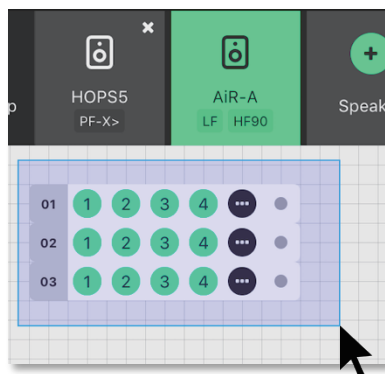 HOPS5
AiR-A
p
Speak
PF-X>
LF HF90
01 1 2 3 4
02 1 2 3 4
03 1 2 3 4